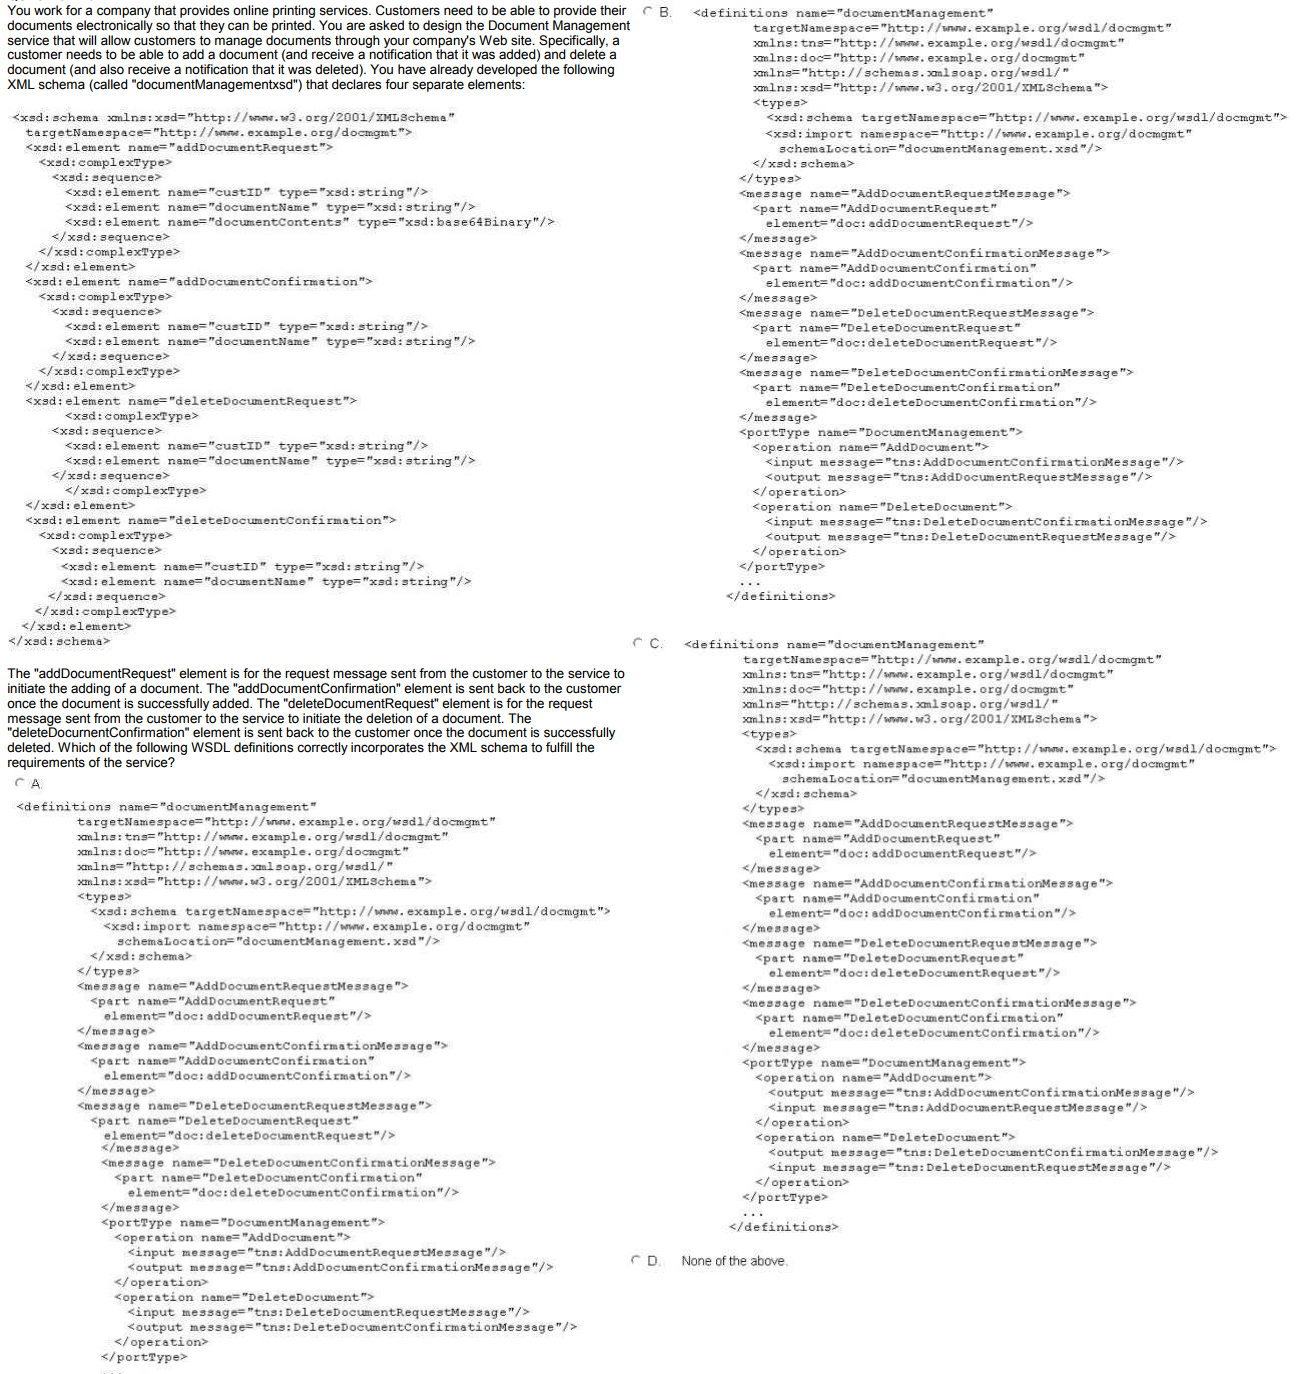 You work for a company that provides online printing services. Customers need to be able to provide their
documents electronically so that they can be printed. You are asked to design the Document Management
service that will allow customers to manage documents through your company's Web site. Specifically, a
customer needs to be able to add a document (and receive a notification that it was added) and delete a
document (and also receive a notification that it was deleted). You have already developed the following
XML schema (called "documentManagementxsd") that declares four separate elements:
<xsd:schema xmlns:xsd="http://www.w3.org/2001/XMLSchema"
targetNamespace="http://www.example.org/docmgmt">
<xsd:element name="addDocumentRequest">
<xsd:complexType>
<xsd:sequence>
<xsd:element name="custID" type="xsd:string"/>
<xsd:element name="documentName" type="xsd:string"/>
<xsd:element name="documentContents" type="xsd:base64Binary"/>
</xsd:sequence>
</xsd:complexType>
</xsd:element>
<xsd:element name="addDocumentConfirmation">
<xsd:complexType>
<xsd:sequence>
<xsd:element name="custID" type="xsd:string"/>
<xsd:element name="documentName" type="xsd:string"/>
</xsd:sequence>
</xsd:complexType>
</xsd:element>
<xsd:element name="deleteDocumentRequest">
<xsd:complexType>
<xsd:sequence>
<xsd:element name="custID" type="xsd:string"/>
<xsd:element name="documentName" type="xsd:string"/>
</xsd:sequence>
</xsd:complexType>
</xsd:element>
<xsd:element name="deleteDocumentConfirmation">
<xsd:complexType>
<xsd:sequence>
<xsd:element name="custID" type="xsd:string"/>
<xsd:element name="documentName" type="xsd:string"/>
</xsd:sequence>
</xsd:complexType>
</xsd:element>
</xsd:schema>
The "addDocumentRequest" element is for the request message sent from the customer to the service to
initiate the adding of a document. The "addDocumentConfirmation" element is sent back to the customer
once the document is successfully added. The "deleteDocumentRequest" element is for the request
message sent from the customer to the service to initiate the deletion of a document. The
"deleteDocumentConfirmation" element is sent back to the customer once the document is successfully
deleted. Which of the following WSDL definitions correctly incorporates the XML schema to fulfill the
requirements of the service?
A.
<definitions name="documentManagement"
targetNamespace="http://www.example.org/wsdl/docmgmt"
xmlns:tns="http://www.example.org/wsdl/docmgmt"
xmlns:doc="http://www.example.org/docmgmt"
xmlns="http://schemas.xmlsoap.org/wsdl/"
xmlns:xsd="http://www.w3.org/2001/XMLSchema">
<types>
<xsd:schema targetNamespace="http://www.example.org/wsdl/docmgmt">
<xsd:import namespace="http://www.example.org/docmgmt"
schemaLocation="documentManagement.xsd"/>
</xsd:schema>
</types>
<message name="AddDocumentRequestMessage">
<part name="AddDocumentRequest"
element="doc:addDocumentRequest"/>
</message>
<message name="AddDocumentConfirmationMessage">
<part name="AddDocumentConfirmation"
element="doc:addDocumentConfirmation"/>
</message>
<message name="DeleteDocumentRequestMessage">
<part name="DeleteDocumentRequest"
element="doc:deleteDocumentRequest"/>
</message>
<message name="DeleteDocumentConfirmationMessage">
<part name="DeleteDocumentConfirmation"
element="doc:deleteDocumentConfirmation"/>
</message>
<portType name="DocumentManagement">
<operation name="AddDocument">
<input message="tns:AddDocumentRequestMessage"/>
<output message="tns:AddDocumentConfirmationMessage"/>
</operation>
<operation name="DeleteDocument">
<input message="tns:DeleteDocumentRequestMessage"/>
<output message="tns:DeleteDocumentConfirmationMessage"/>
</operation>
</portType>
...
B. <definitions name="documentManagement"
targetNamespace="http://www.example.org/wsdl/docmgmt"
xmlns:tns="http://www.example.org/wsdl/docmgmt"
xmlns:doc="http://www.example.org/docmgmt"
xmlns="http://schemas.xmlsoap.org/wsdl/"
xmlns:xsd="http://www.w3.org/2001/XMLSchema">
<types>
<xsd:schema targetNamespace="http://www.example.org/wsdl/docmgmt">
<xsd:import namespace="http://www.example.org/docmgmt"
schemaLocation="documentManagement.xsd"/>
</xsd:schema>
</types>
<message name="AddDocumentRequestMessage">
<part name="AddDocumentRequest"
element="doc:addDocumentRequest"/>
</message>
<message name="AddDocumentConfirmationMessage">
<part name="AddDocumentConfirmation"
element="doc:addDocumentConfirmation"/>
</message>
<message name="DeleteDocumentRequestMessage">
<part name="DeleteDocumentRequest"
element="doc:deleteDocumentRequest"/>
</message>
<message name="DeleteDocumentConfirmationMessage">
<part name="DeleteDocumentConfirmation"
element="doc:deleteDocumentConfirmation"/>
</message>
<portType name="DocumentManagement">
<operation name="AddDocument">
<input message="tns:AddDocumentConfirmationMessage"/>
<output message="tns:AddDocumentRequestMessage"/>
</operation>
<operation name="DeleteDocument">
<input message="tns:DeleteDocumentConfirmationMessage"/>
<output message="tns:DeleteDocumentRequestMessage"/>
</operation>
</portType>
...
</definitions>
C. <definitions name="documentManagement"
targetNamespace="http://www.example.org/wsdl/docmgmt"
xmlns:tns="http://www.example.org/wsdl/docmgmt"
xmlns:doc="http://www.example.org/docmgmt"
xmlns="http://schemas.xmlsoap.org/wsdl/"
xmlns:xsd="http://www.w3.org/2001/XMLSchema">
<types>
<xsd:schema targetNamespace="http://www.example.org/wsdl/docmgmt">
<xsd:import namespace="http://www.example.org/docmgmt"
schemaLocation="documentManagement.xsd"/>
</xsd:schema>
</types>
<message name="AddDocumentRequestMessage">
<part name="AddDocumentRequest"
element="doc:addDocumentRequest"/>
</message>
<message name="AddDocumentConfirmationMessage">
<part name="AddDocumentConfirmation"
element="doc:addDocumentConfirmation"/>
</message>
<message name="DeleteDocumentRequestMessage">
<part name="DeleteDocumentRequest"
element="doc:deleteDocumentRequest"/>
</message>
<message name="DeleteDocumentConfirmationMessage">
<part name="DeleteDocumentConfirmation"
element="doc:deleteDocumentConfirmation"/>
</message>
<portType name="DocumentManagement">
<operation name="AddDocument">
<output message="tns:AddDocumentConfirmationMessage"/>
<input message="tns:AddDocumentRequestMessage"/>
</operation>
<operation name="DeleteDocument">
<output message="tns:DeleteDocumentConfirmationMessage"/>
<input message="tns:DeleteDocumentRequestMessage"/>
</operation>
</portType>
...
</definitions>
D. None of the above.